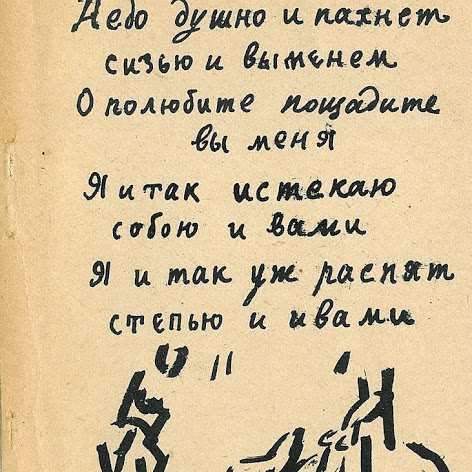 Небо душно и пахнет
сизью и выменем
О полюбите пощадите
вы меня
Я и так истекаю
собою и вами
Я и так уж распят
степью и ивами